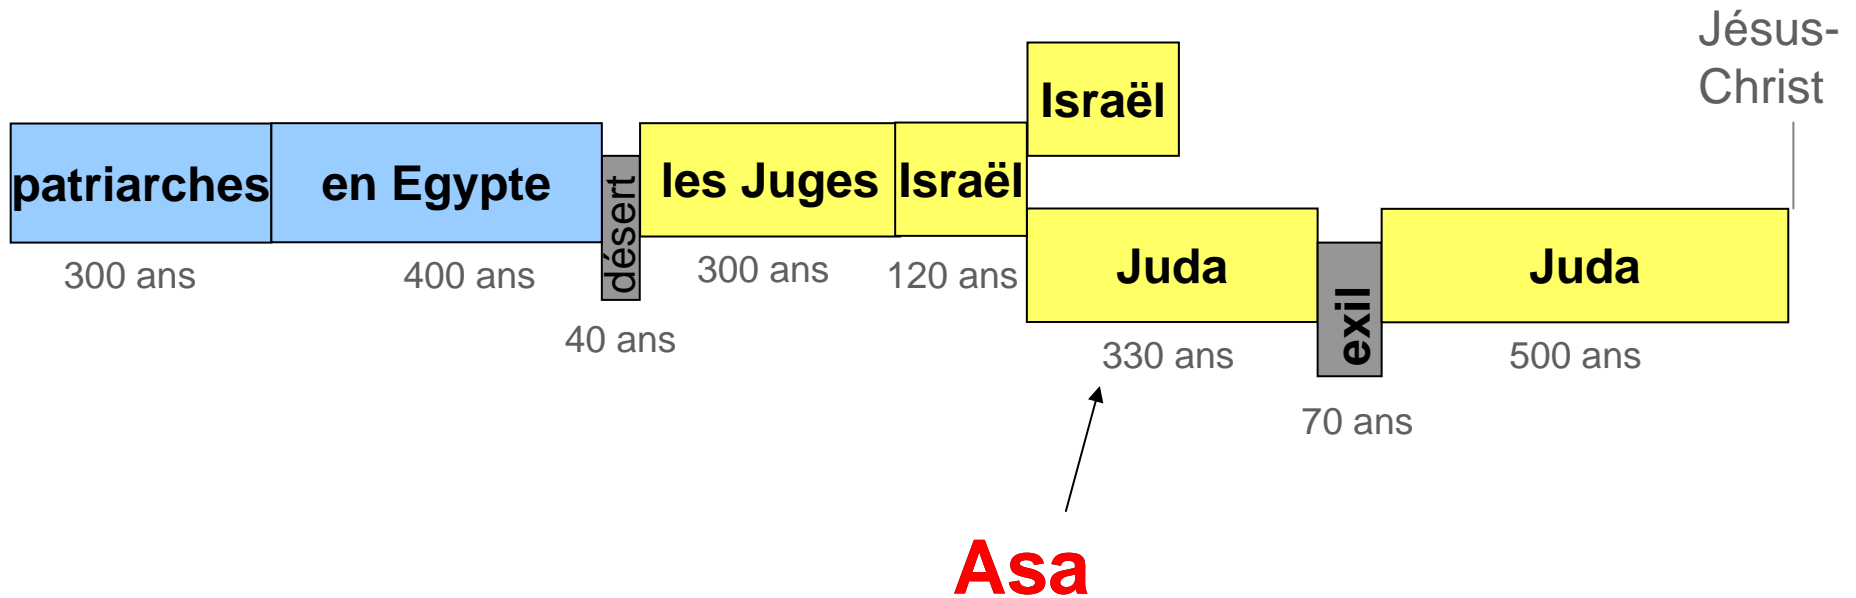 Jésus-
Christ
Israël
patriarches
en Egypte
désert
les Juges
Israël
Juda
exil
Juda
300 ans
400 ans
40 ans
300 ans
120 ans
330 ans
70 ans
500 ans
Asa